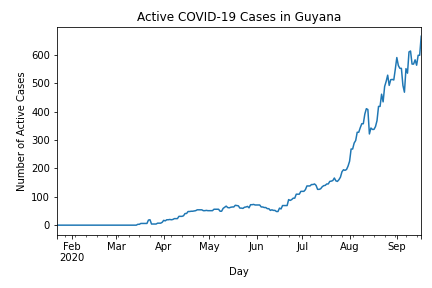 Active COVID-19 Cases in Guyana
Number of Active Cases
600
500
400
300
200
100
0
Feb Mar Apr May Jun Jul Aug Sep
2020
Day